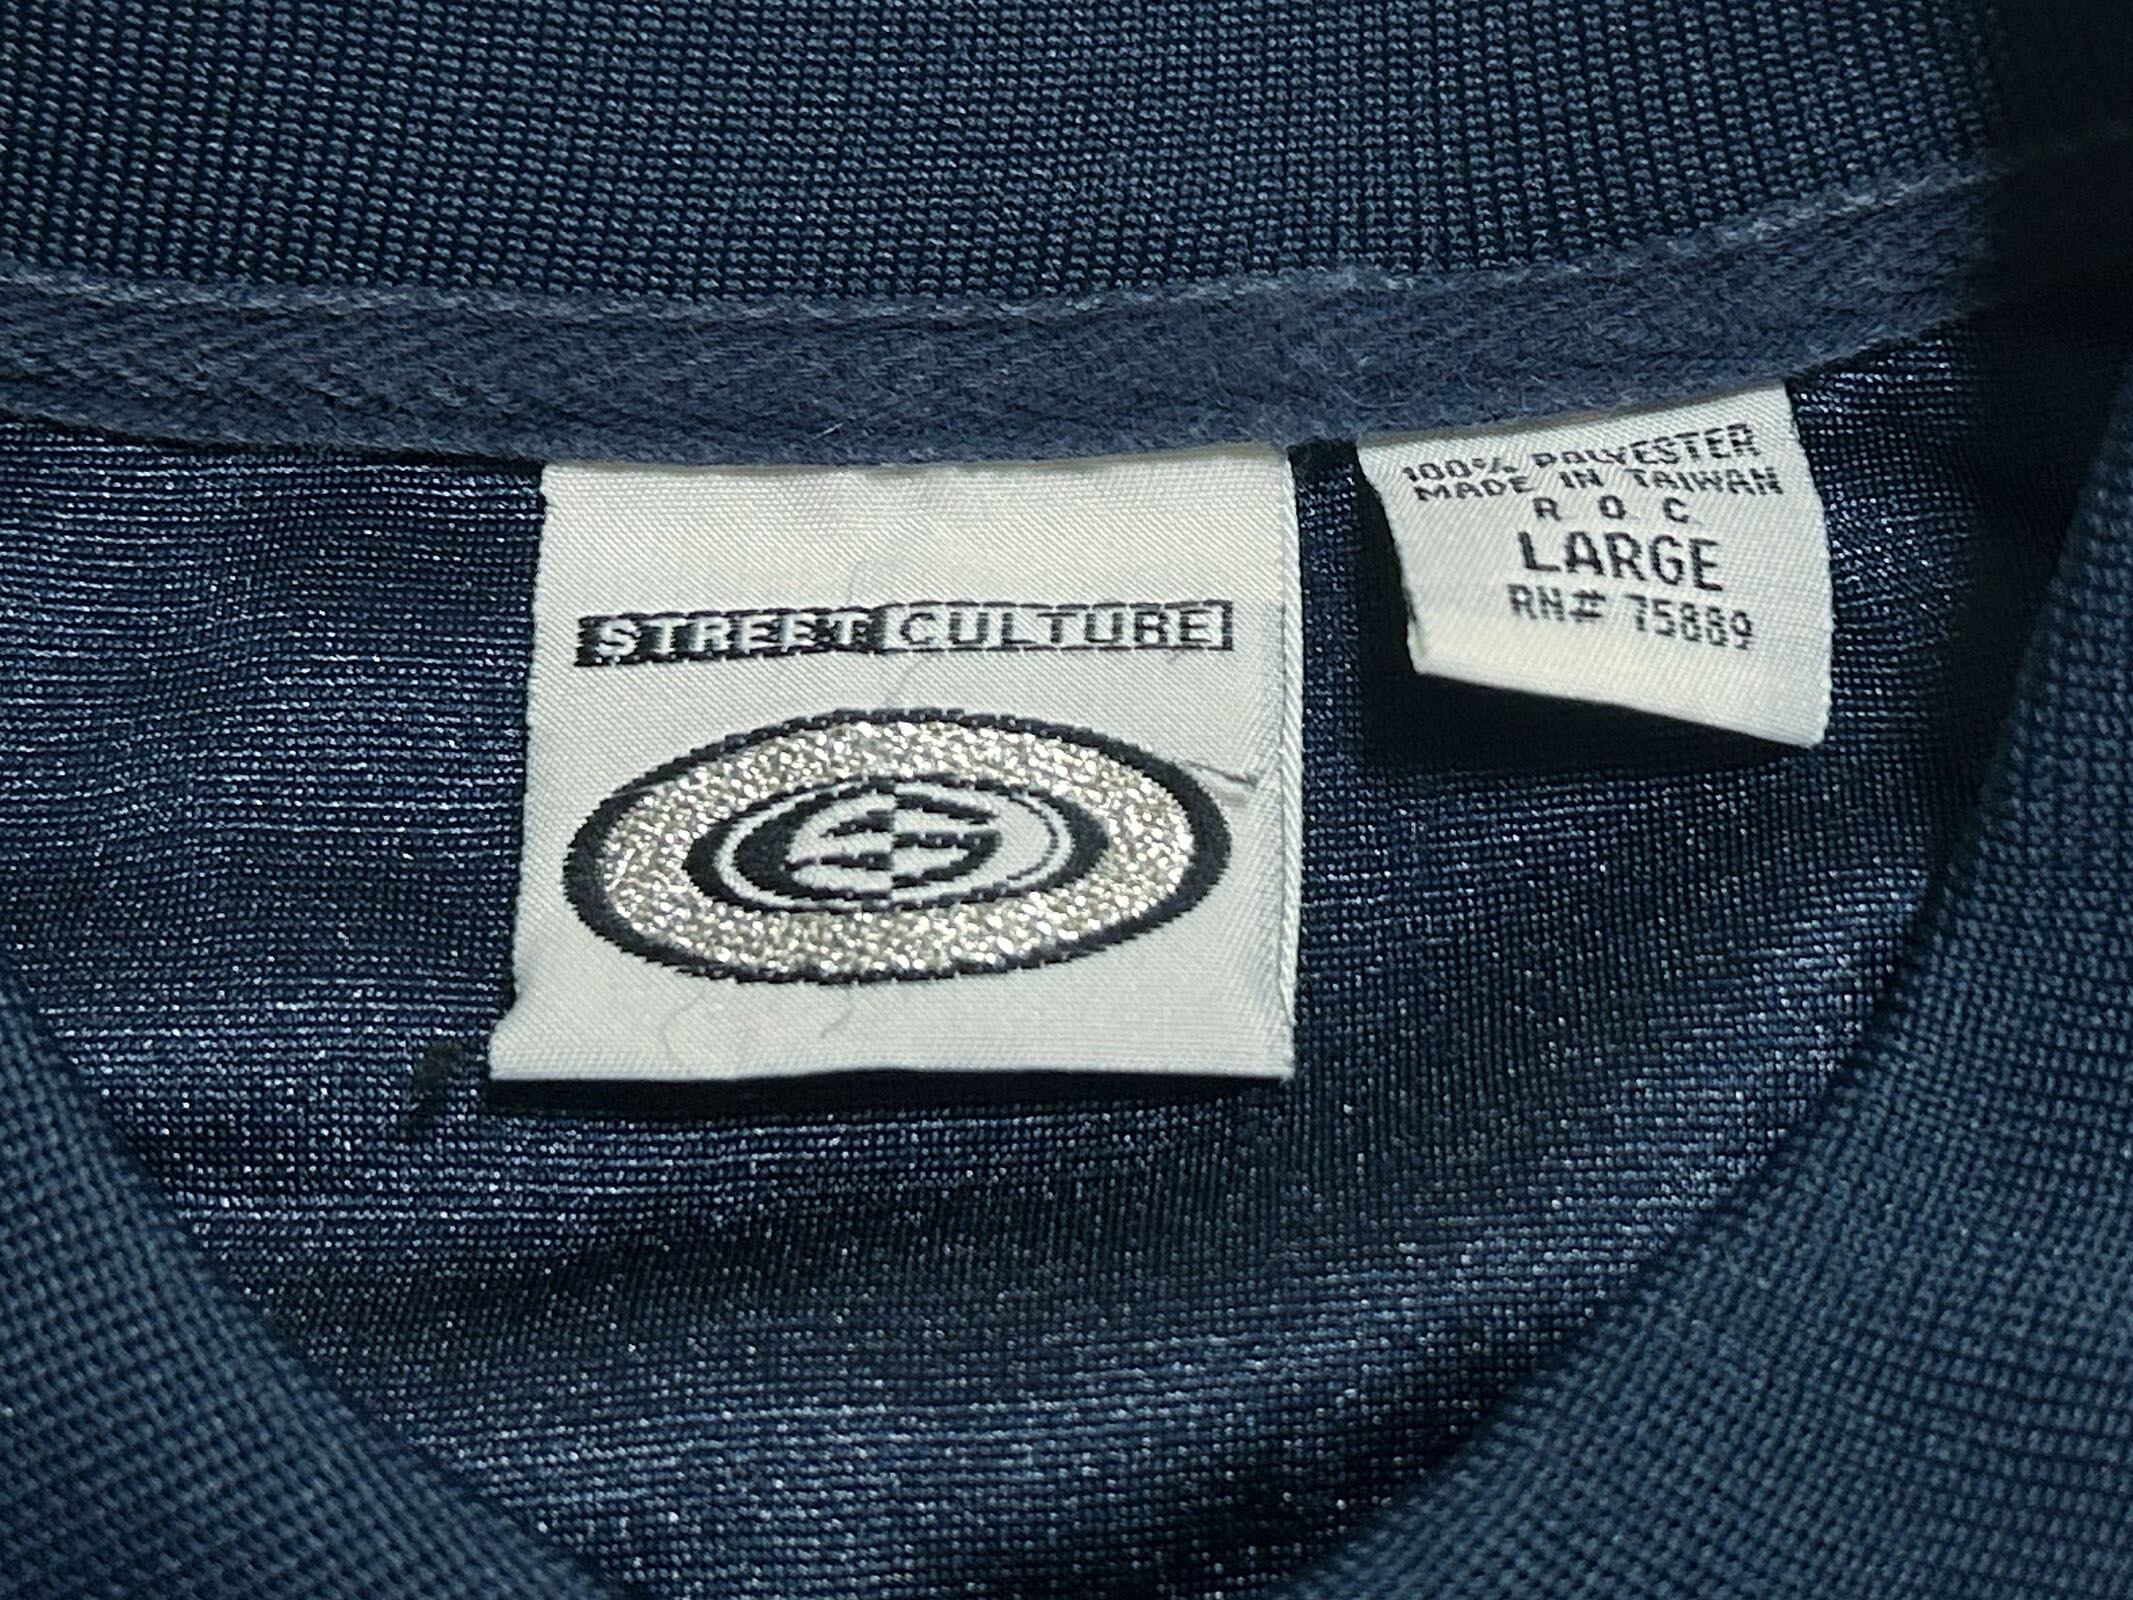 STREET CULTURE
100% POLYESTER
MADE IN TAIWAN
R. O. C.
LARGE
RN# 75889